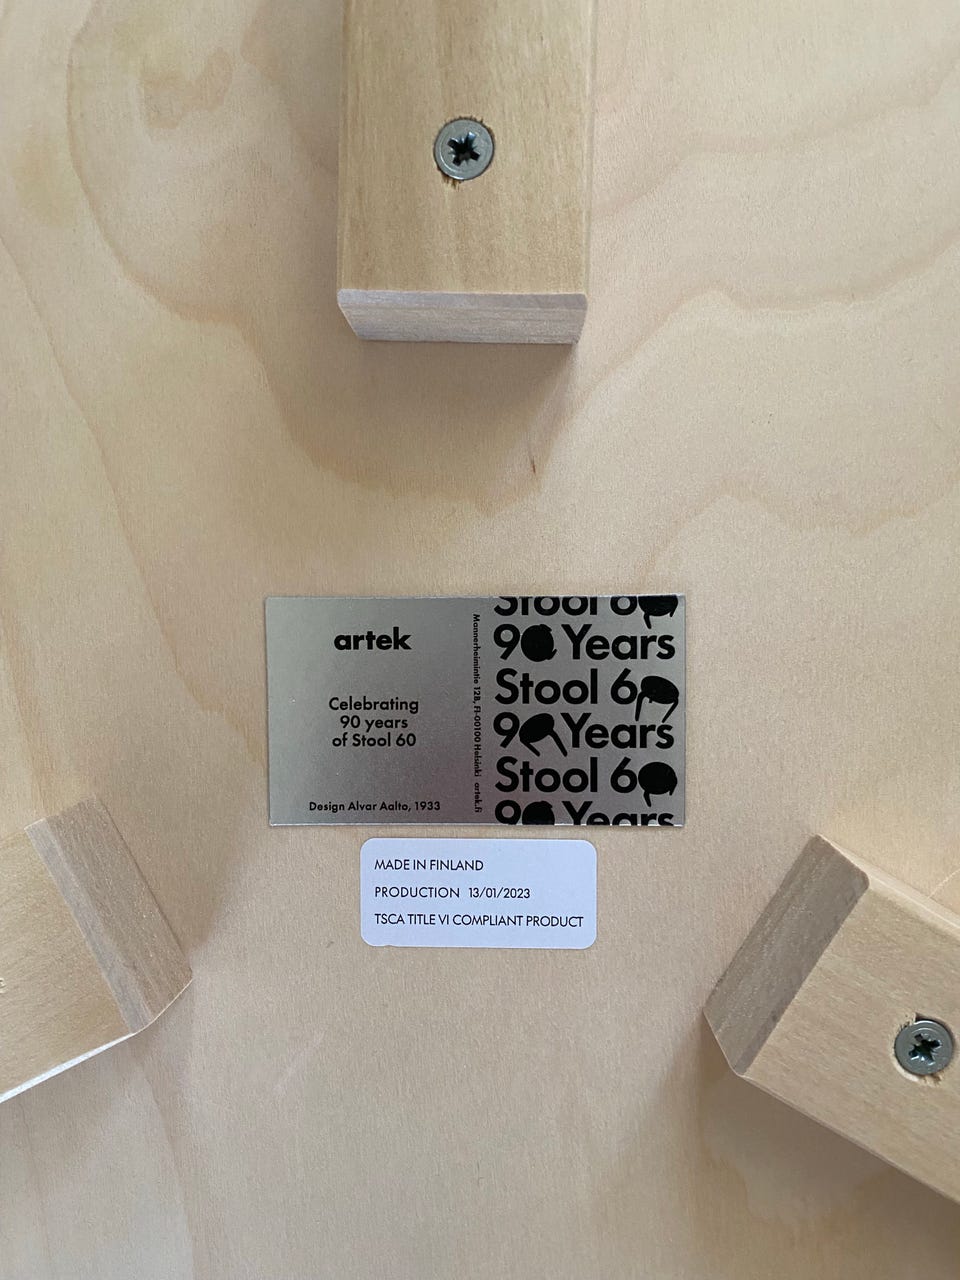 artek
Celebrating
90 years
of Stool 60
Design Alvar Aalto, 1933
Mannerheimintie 12B, FI-00100 Helsinki artek.fi
Stool 60
90 Years
Stool 60
90 Years
Stool 60
90 Years
MADE IN FINLAND
PRODUCTION 13/01/2023
TSCA TITLE VI COMPLIANT PRODUCT